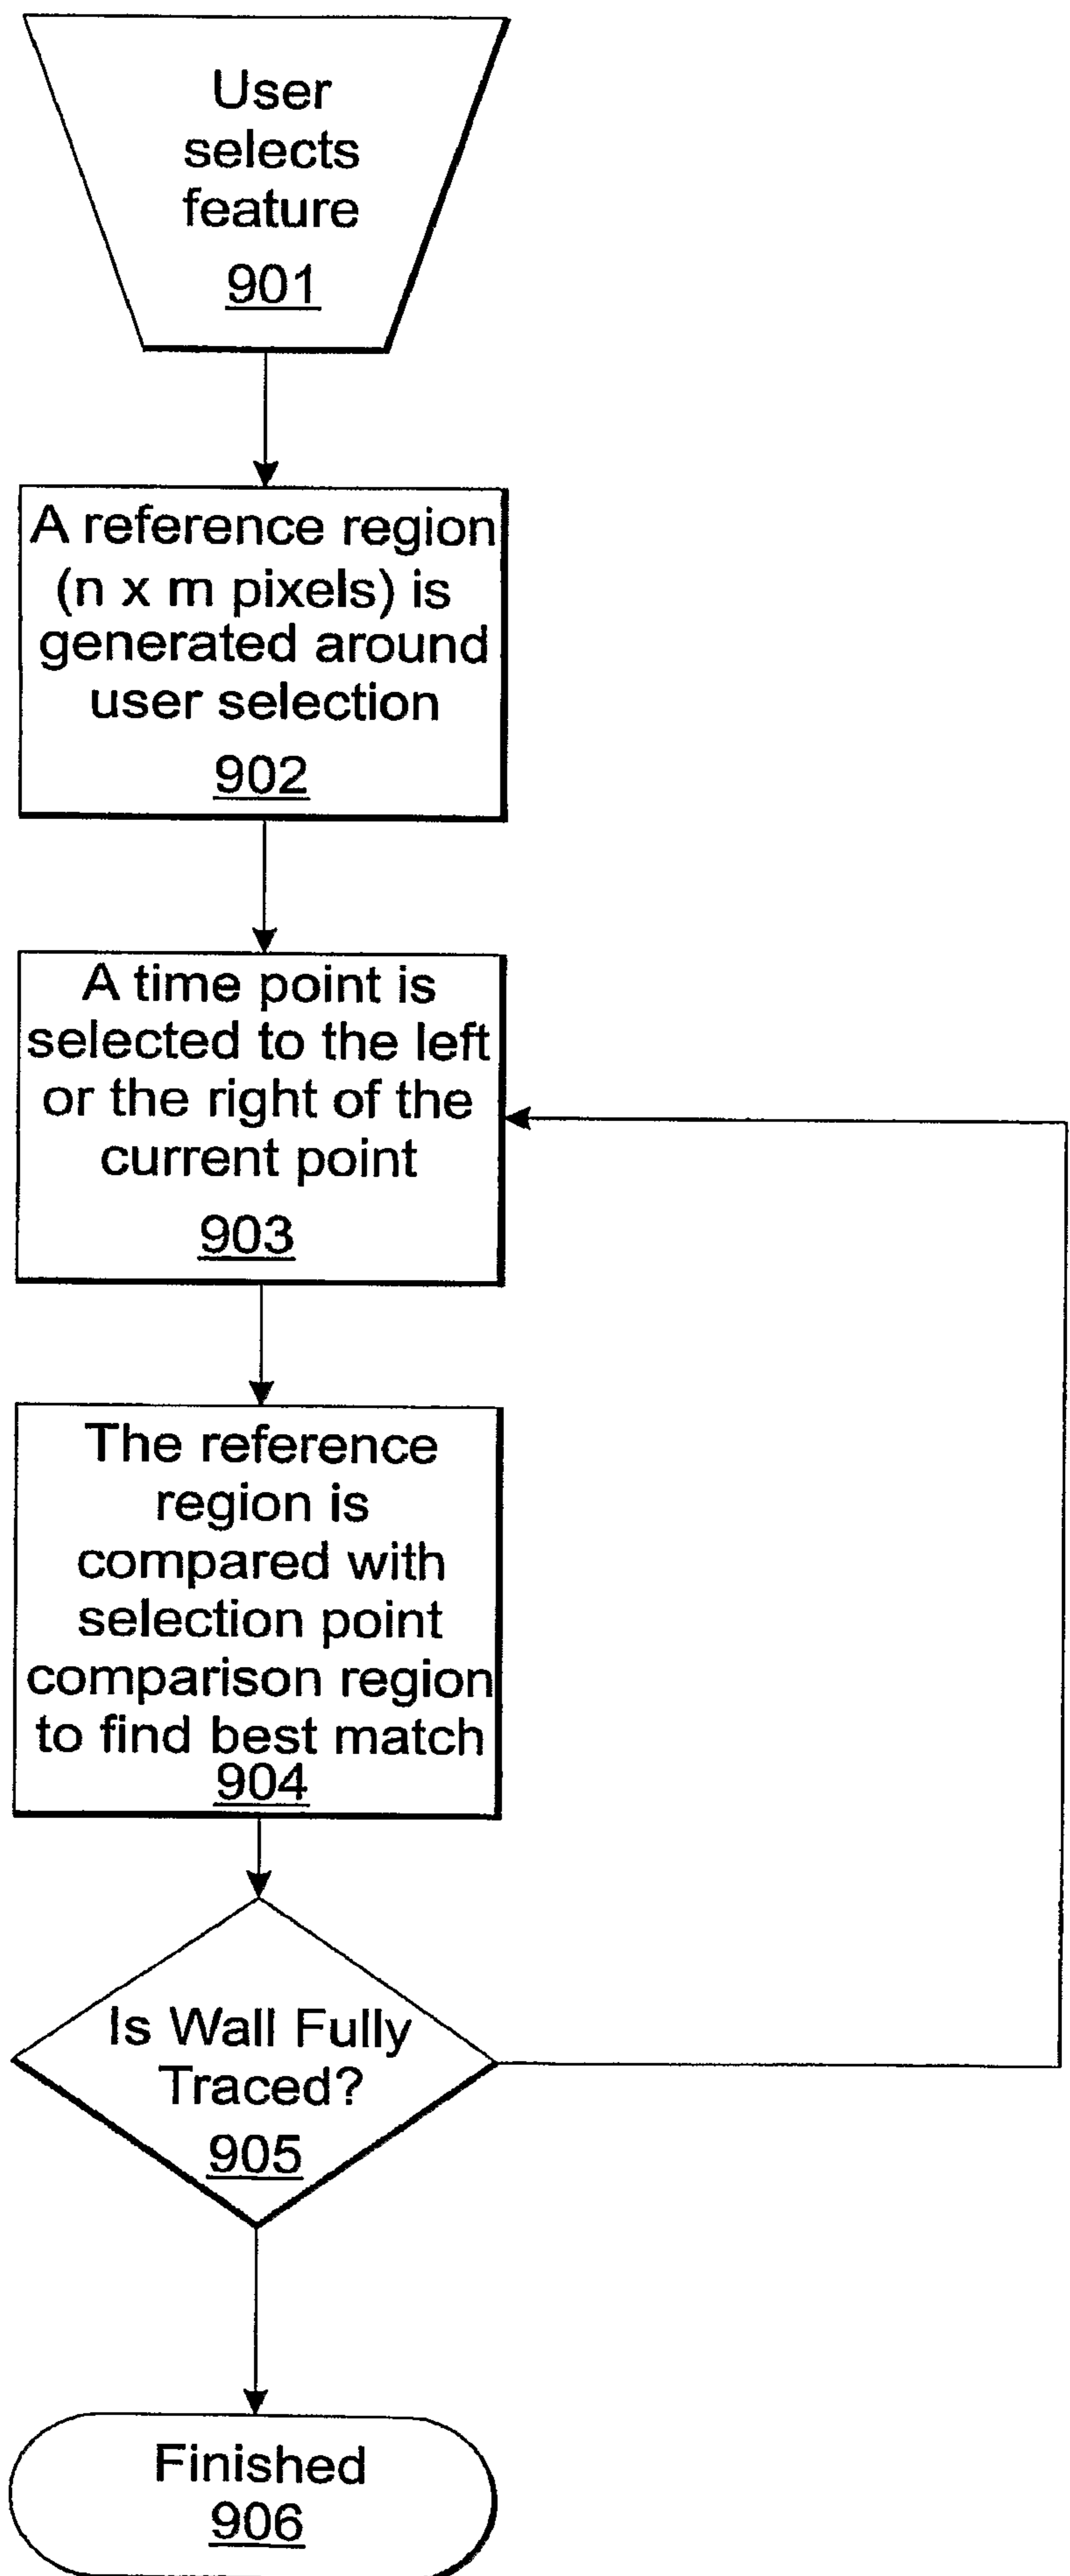 User
selects
feature
901
A reference region
(n x m pixels) is
generated around
user selection
902
A time point is
selected to the left
or the right of the
current point
903
The reference
region is
compared with
selection point
comparison region
to find best match
904
Is Wall Fully
Traced?
905
Finished
906